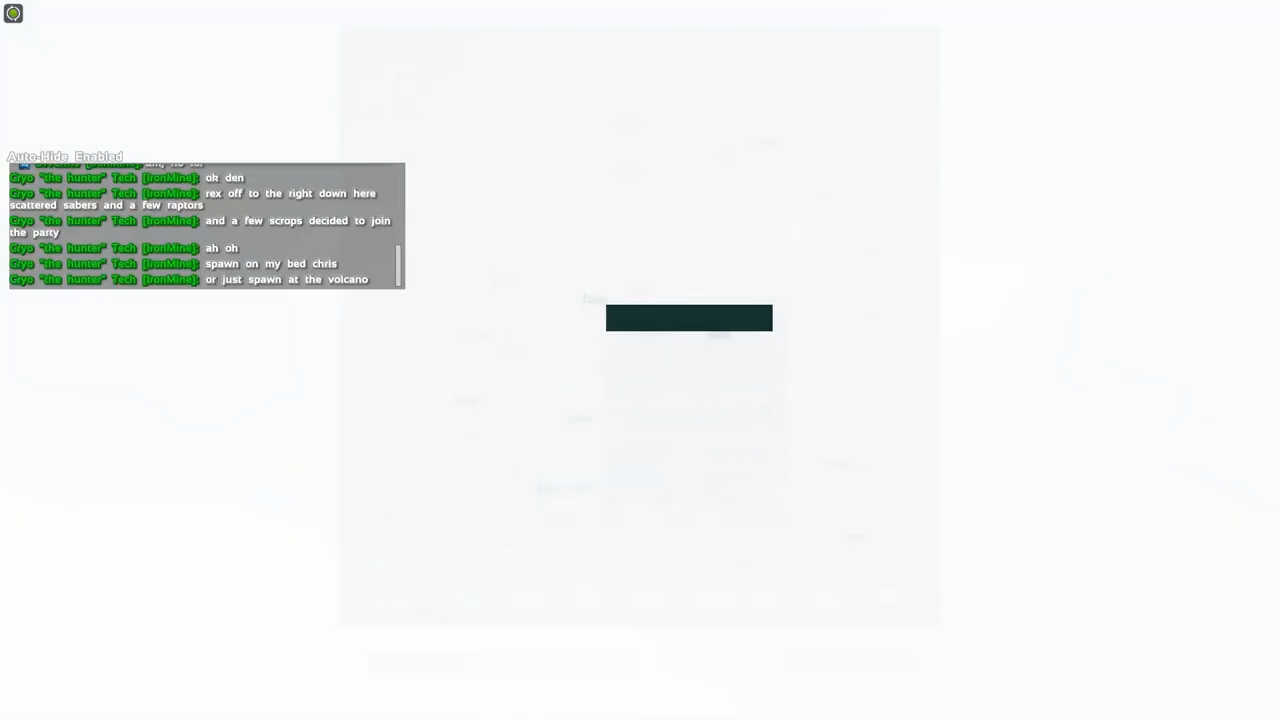 Auto-Hide Enabled
Cryo "the hunter" Tech [IronMine]: ok den
Cryo "the hunter" Tech [IronMine]: rex off to the right down here
scattered sabers and a few raptors
Cryo "the hunter" Tech [IronMine]: and a few scrops decided to join
the party
Cryo "the hunter" Tech [IronMine]: ah oh
Cryo "the hunter" Tech [IronMine]: spawn on my bed chris
Cryo "the hunter" Tech [IronMine]: or just spawn at the volcano